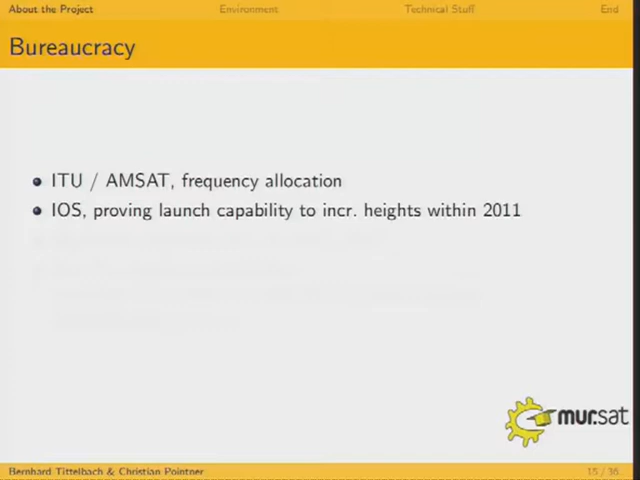 About the Project Environment Technical Stuff End
Bureaucracy
ITU / AMSAT, frequency allocation
IOS, proving launch capability to incr. heights within 2011
mur.sat
Bernhard Tittelbach & Christian Pointner 15 / 36